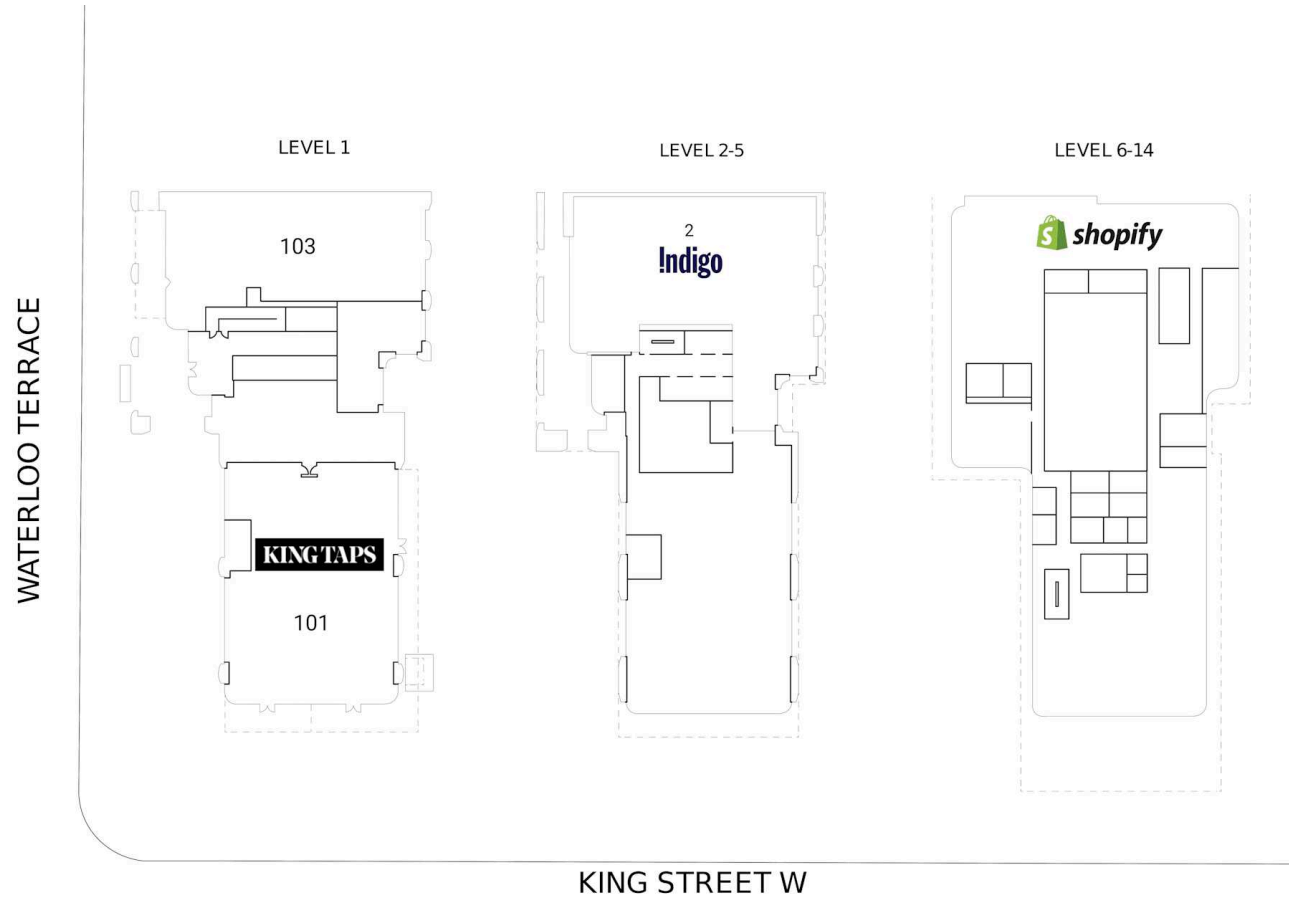 LEVEL 1
LEVEL 2-5
LEVEL 6-14
103
2
!ndigo
S shopify
WATERLOO TERRACE
KING TAPS
101
KING STREET W